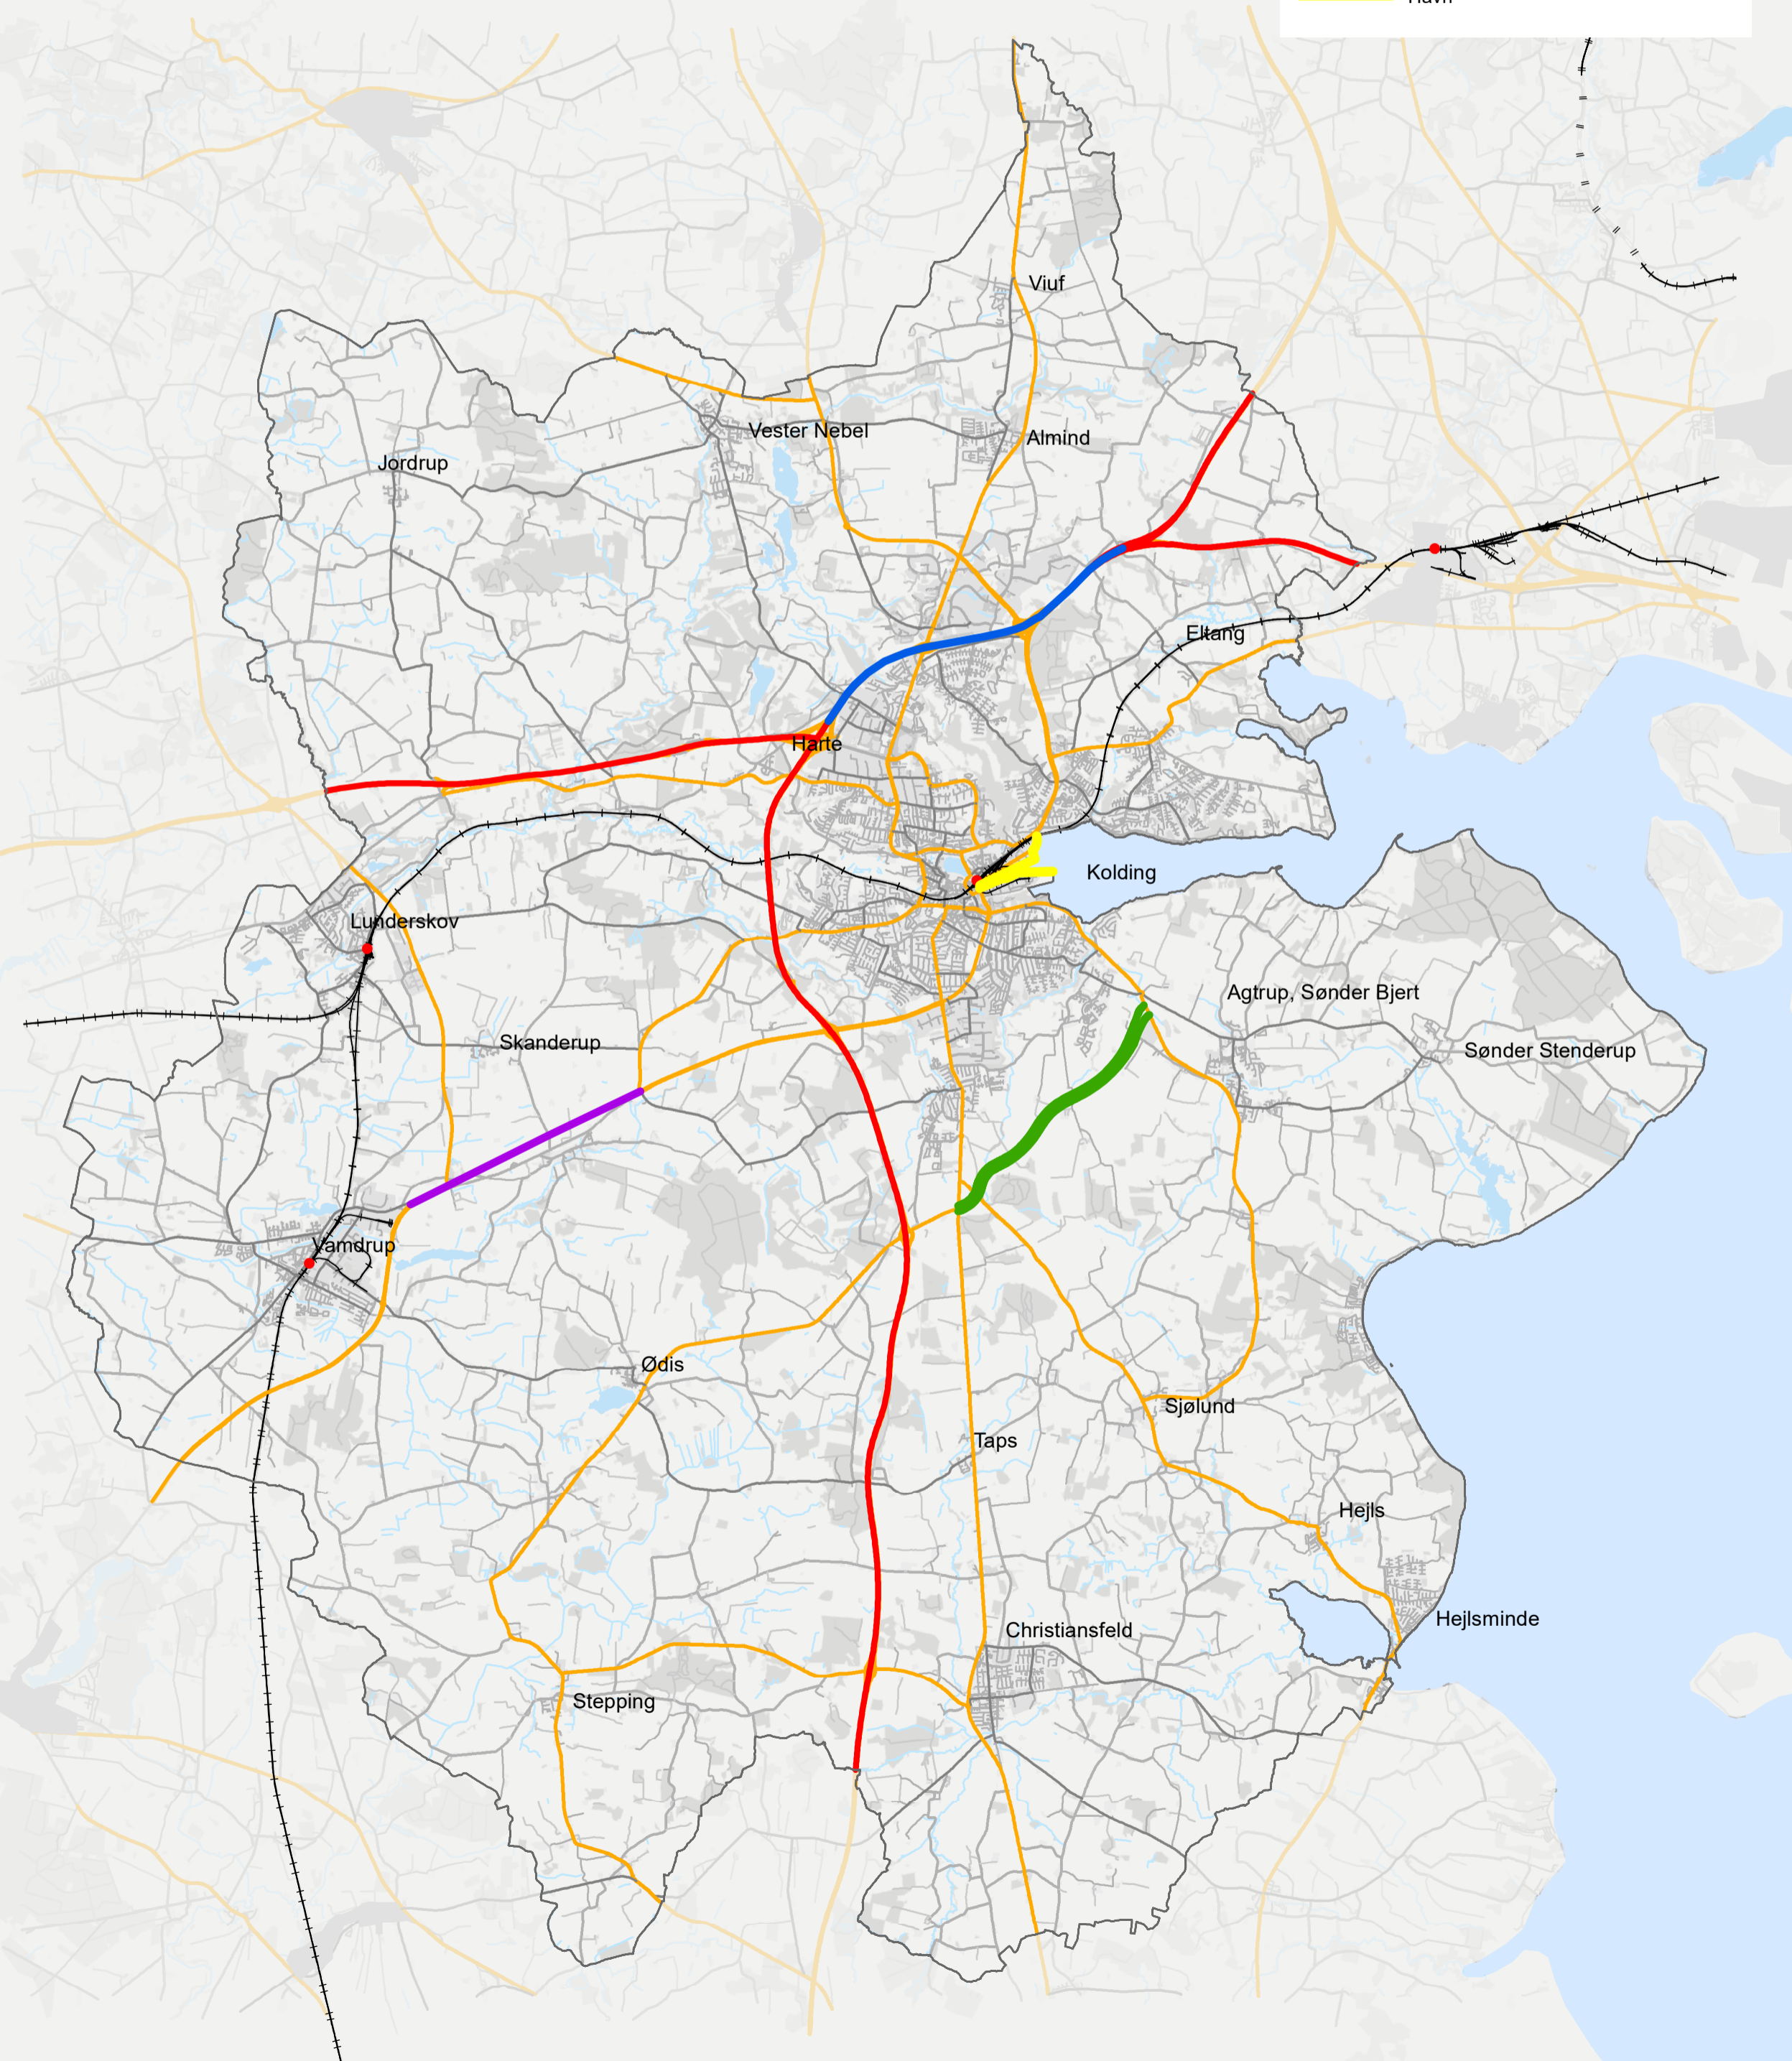 Havn
Viuf
Vester Nebel
Almind
Jordrup
Eltang
Harte
Kolding
Lunderskov
Agtrup, Sønder Bjert
Skanderup
Sønder Stenderup
Vamdrup
Ødis
Sjølund
Taps
Hejls
Hejlsminde
Christiansfeld
Stepping